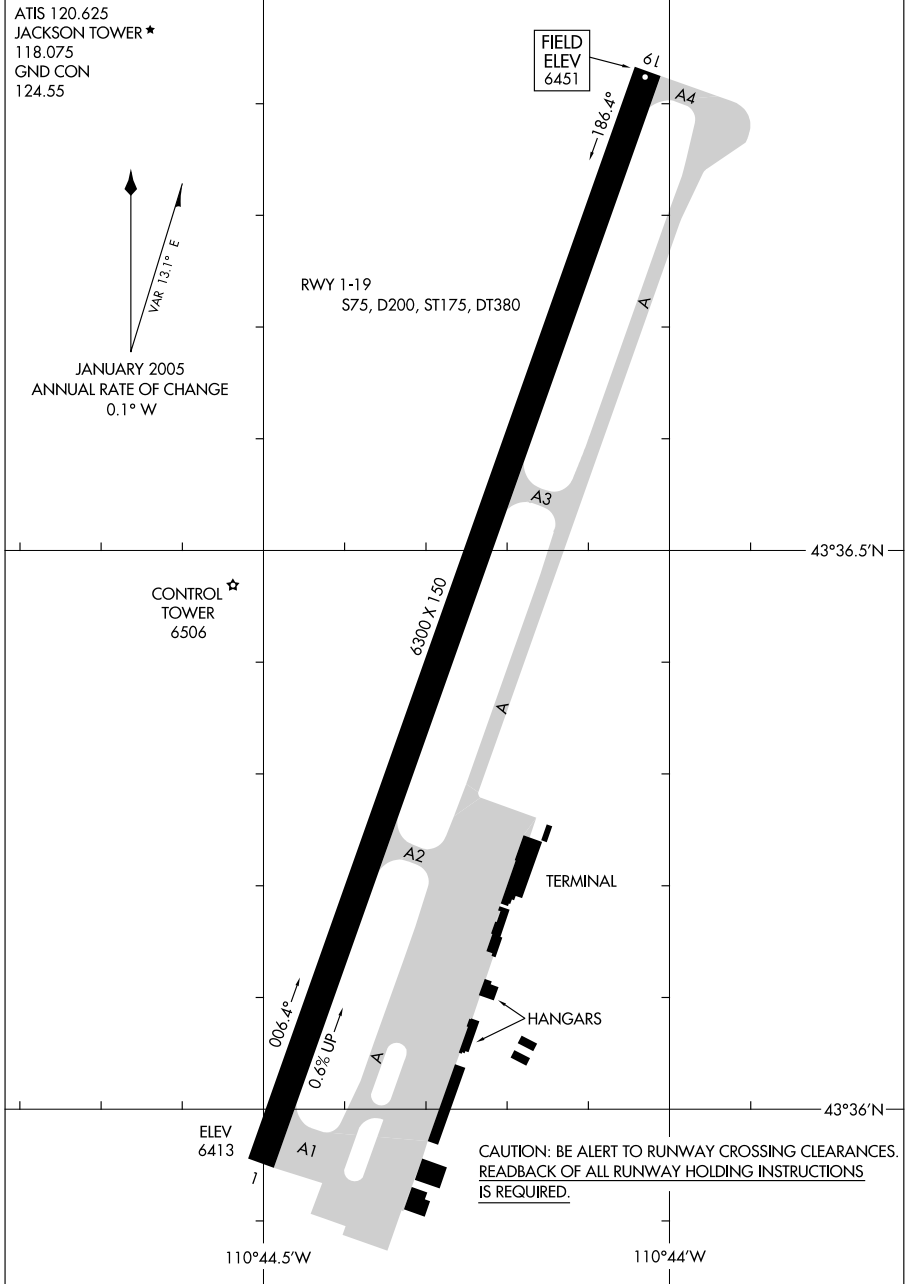 ATIS 120.625
JACKSON TOWER ★
118.075
GND CON
124.55
FIELD
ELEV
6451
19
A4
186.4°
VAR 13.1° E
JANUARY 2005
ANNUAL RATE OF CHANGE
0.1° W
RWY 1-19
S75, D200, ST175, DT380
A
A3
43°36.5'N
CONTROL
TOWER
6506
6300 X 150
A
A2
TERMINAL
006.4°
0.6% UP
HANGARS
A
43°36'N
ELEV
6413
A1
1
CAUTION: BE ALERT TO RUNWAY CROSSING CLEARANCES.
READBACK OF ALL RUNWAY HOLDING INSTRUCTIONS
IS REQUIRED.
110°44.5'W
110°44'W